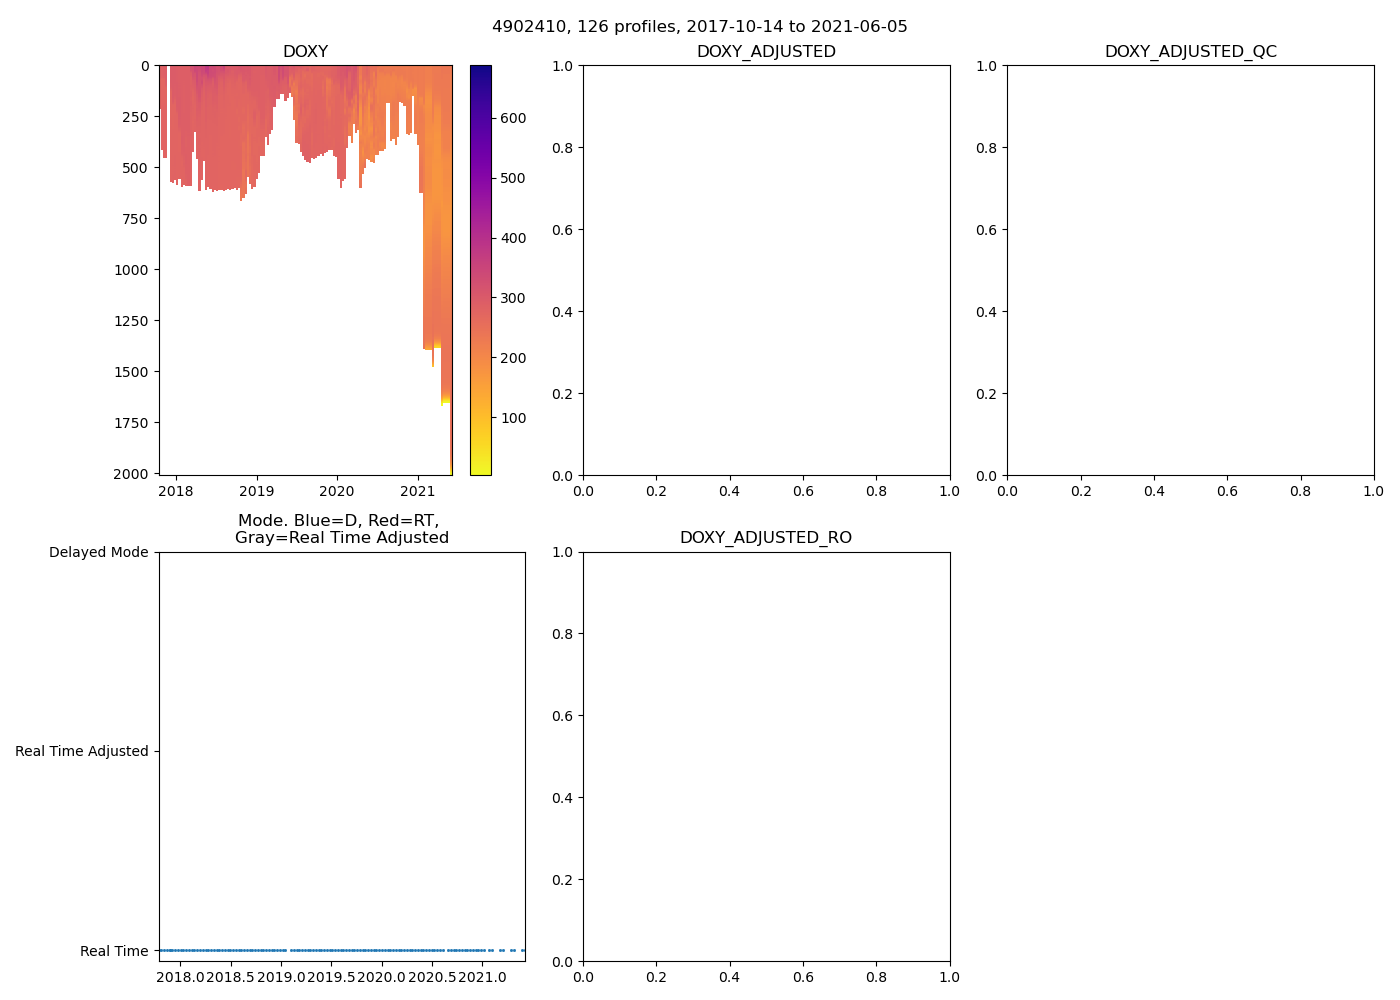 4902410, 126 profiles, 2017-10-14 to 2021-06-05
DOXY
0
250
500
750
1000
1250
1500
1750
2000
2018 2019 2020 2021
600
500
400
300
200
100
DOXY_ADJUSTED
1.0
0.8
0.6
0.4
0.2
0.0
0.0 0.2 0.4 0.6 0.8 1.0
DOXY_ADJUSTED_QC
1.0
0.8
0.6
0.4
0.2
0.0
0.0 0.2 0.4 0.6 0.8 1.0
Mode. Blue=D, Red=RT,
Gray=Real Time Adjusted
Delayed Mode
Real Time Adjusted
Real Time
2018.0 2018.5 2019.0 2019.5 2020.0 2020.5 2021.0
DOXY_ADJUSTED_RO
1.0
0.8
0.6
0.4
0.2
0.0
0.0 0.2 0.4 0.6 0.8 1.0